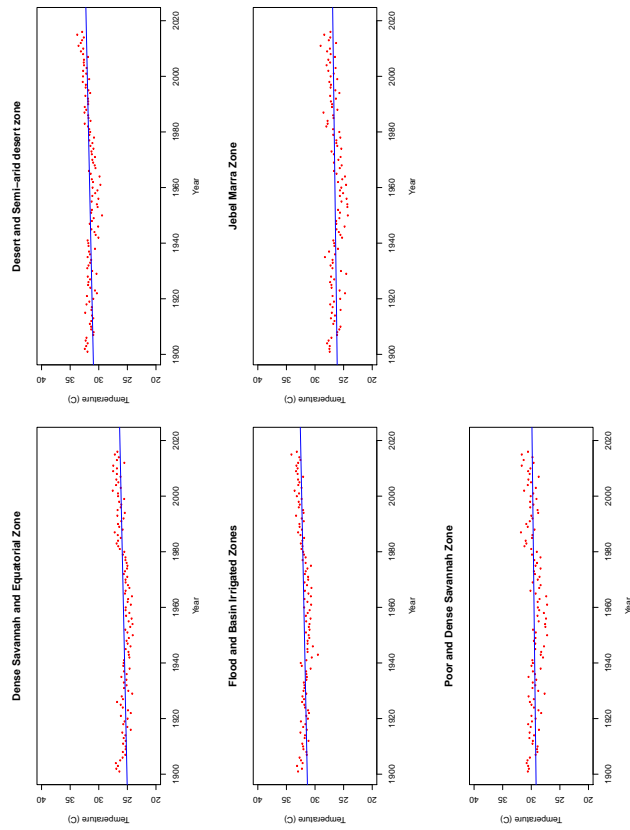 Dense Savannah and Equatorial Zone
Temperature (C)
40
35
30
25
20
1900 1920 1940 1960 1980 2000 2020
Year
Desert and Semi−arid desert zone
Temperature (C)
40
35
30
25
20
1900 1920 1940 1960 1980 2000 2020
Year
Flood and Basin Irrigated Zones
Temperature (C)
40
35
30
25
20
1900 1920 1940 1960 1980 2000 2020
Year
Jebel Marra Zone
Temperature (C)
40
35
30
25
20
1900 1920 1940 1960 1980 2000 2020
Year
Poor and Dense Savannah Zone
Temperature (C)
40
35
30
25
20
1900 1920 1940 1960 1980 2000 2020
Year